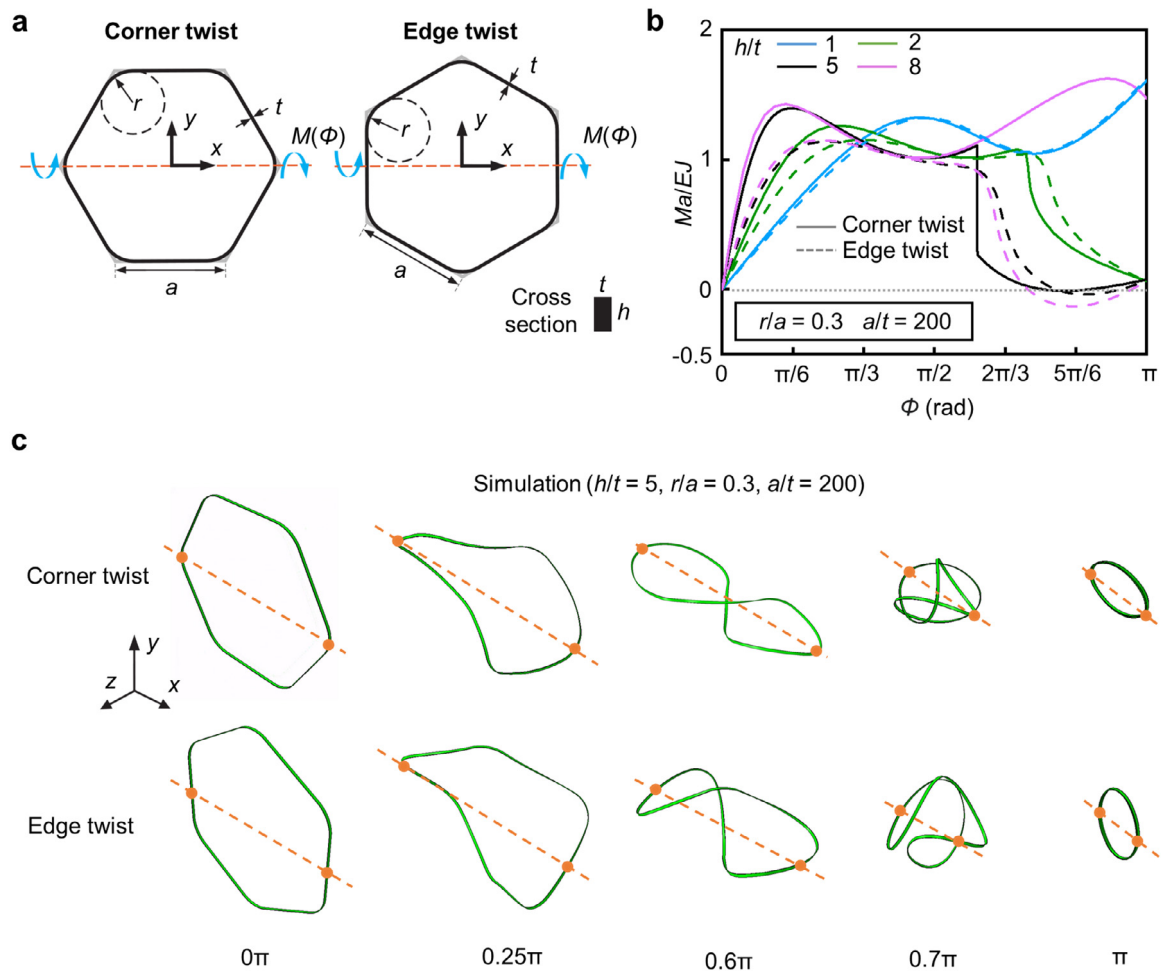 a
Corner twist
Edge twist
r
t
y
x
M(Φ)
a
r
t
y
x
M(Φ)
a
Cross
section
t
h
b
h/t
1
2
5
8
2
1
0
-0.5
Ma/EJ
Corner twist
Edge twist
r/a = 0.3 a/t = 200
0
π/6
π/3
π/2
2π/3
5π/6
π
Φ (rad)
c
Simulation (h/t = 5, r/a = 0.3, a/t = 200)
Corner twist
y
z
x
Edge twist
0π
0.25π
0.6π
0.7π
π